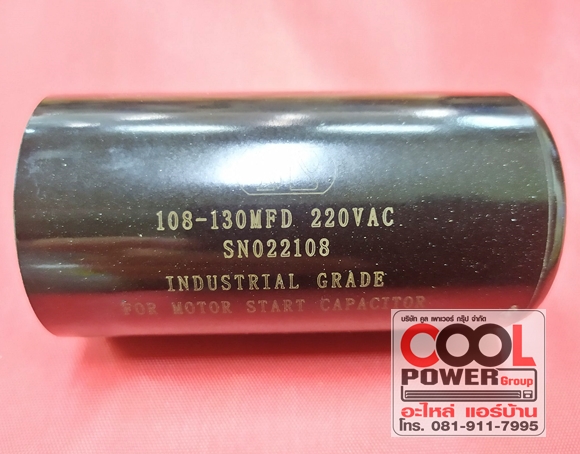 108-130MFD 220VAC
SN022108
INDUSTRIAL GRADE
FOR MOTOR START CAPACITOR
บริษัท คูล เพาเวอร์ กรุ๊ป จำกัด
COOL
POWER Group
อะไหล่ แอร์บ้าน
โทร. 081-911-7995